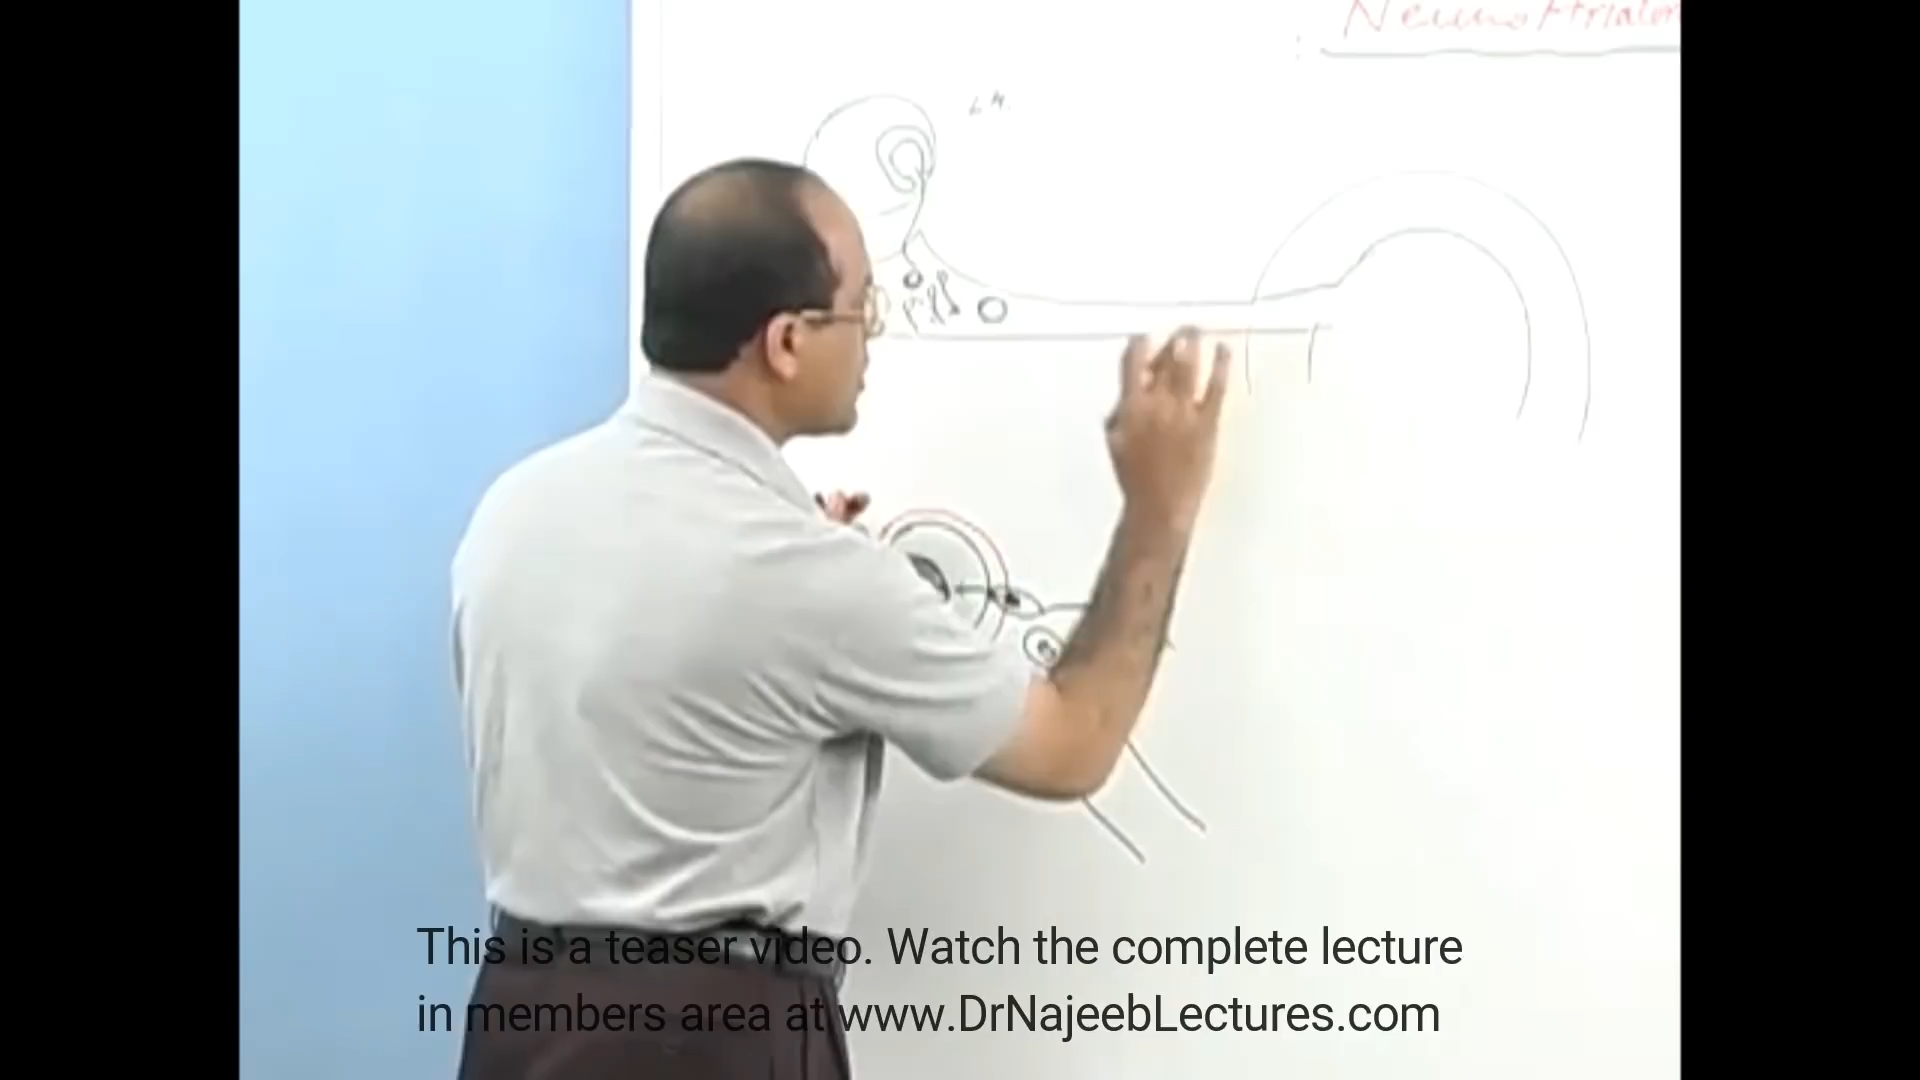 L N.
This is a teaser video. Watch the complete lecture
in members area at www.DrNajeebLectures.com